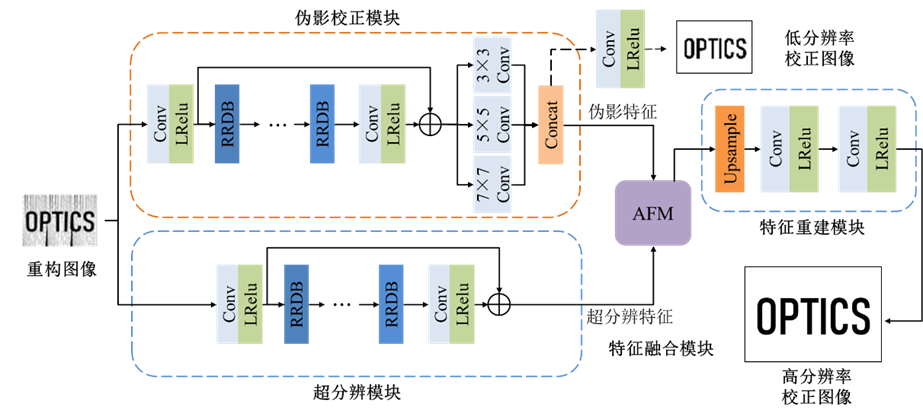 伪影校正模块
Conv
LRelu
RRDB
...
RRDB
Conv
LRelu
3×3
Conv
5×5
Conv
7×7
Conv
Concat
Conv
LRelu
OPTICS
低分辨率
校正图像
伪影特征
AFM
Upsample
Conv
LRelu
Conv
LRelu
特征重建模块
OPTICS
重构图像
Conv
LRelu
RRDB
...
RRDB
Conv
LRelu
超分辨特征
特征融合模块
超分辨模块
OPTICS
高分辨率
校正图像